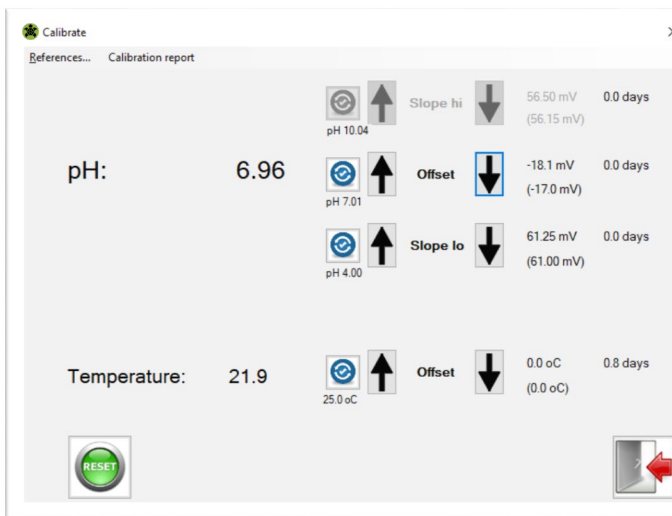 Calibrate
References... Calibration report
Slope hi 56.50 mV 0.0 days
(56.15 mV)
pH 10.04
pH: 6.96 Offset -18.1 mV 0.0 days
(-17.0 mV)
pH 7.01
Slope lo 61.25 mV 0.0 days
(61.00 mV)
pH 4.00
Temperature: 21.9 Offset 0.0 oC 0.8 days
(0.0 oC)
25.0 oC
RESET